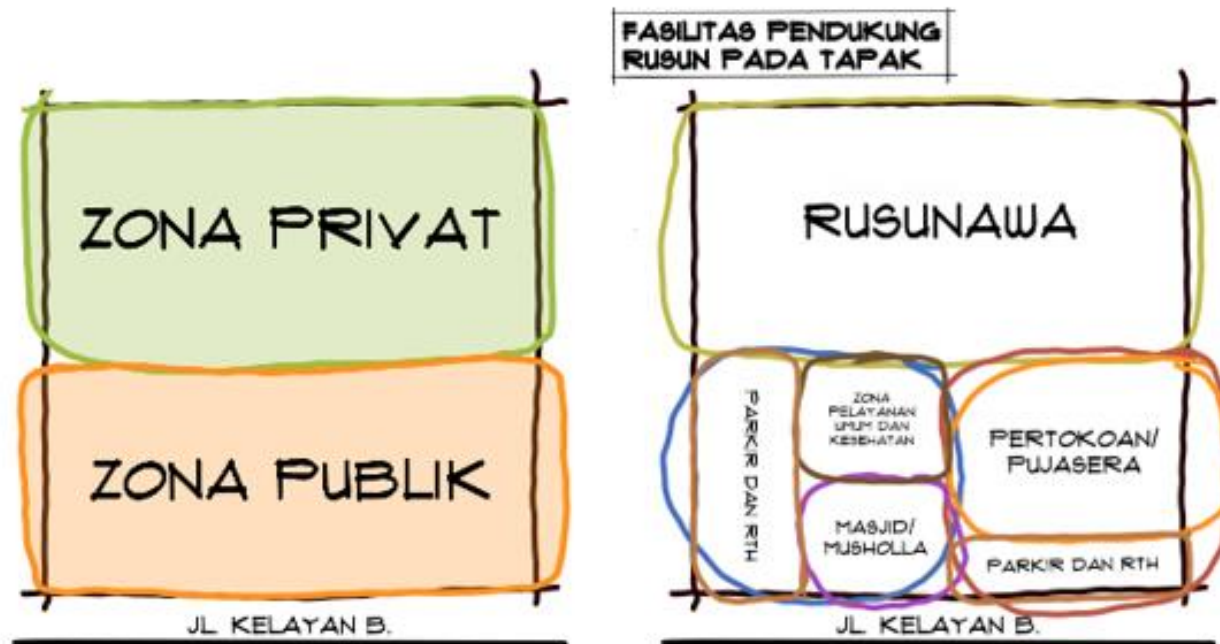 FASILITAS PENDUKUNG
RUSUN PADA TAPAK
ZONA PRIVAT
ZONA PUBLIK
JL KELAYAN B.
RUSUNAWA
PARKIR DAN RTH
ZONA
PELAYANAN
UMUM DAN
KESEHATAN
MASJID/
MUSHOLLA
PERTOKOAN/
PUJASERA
PARKIR DAN RTH
JL KELAYAN B.